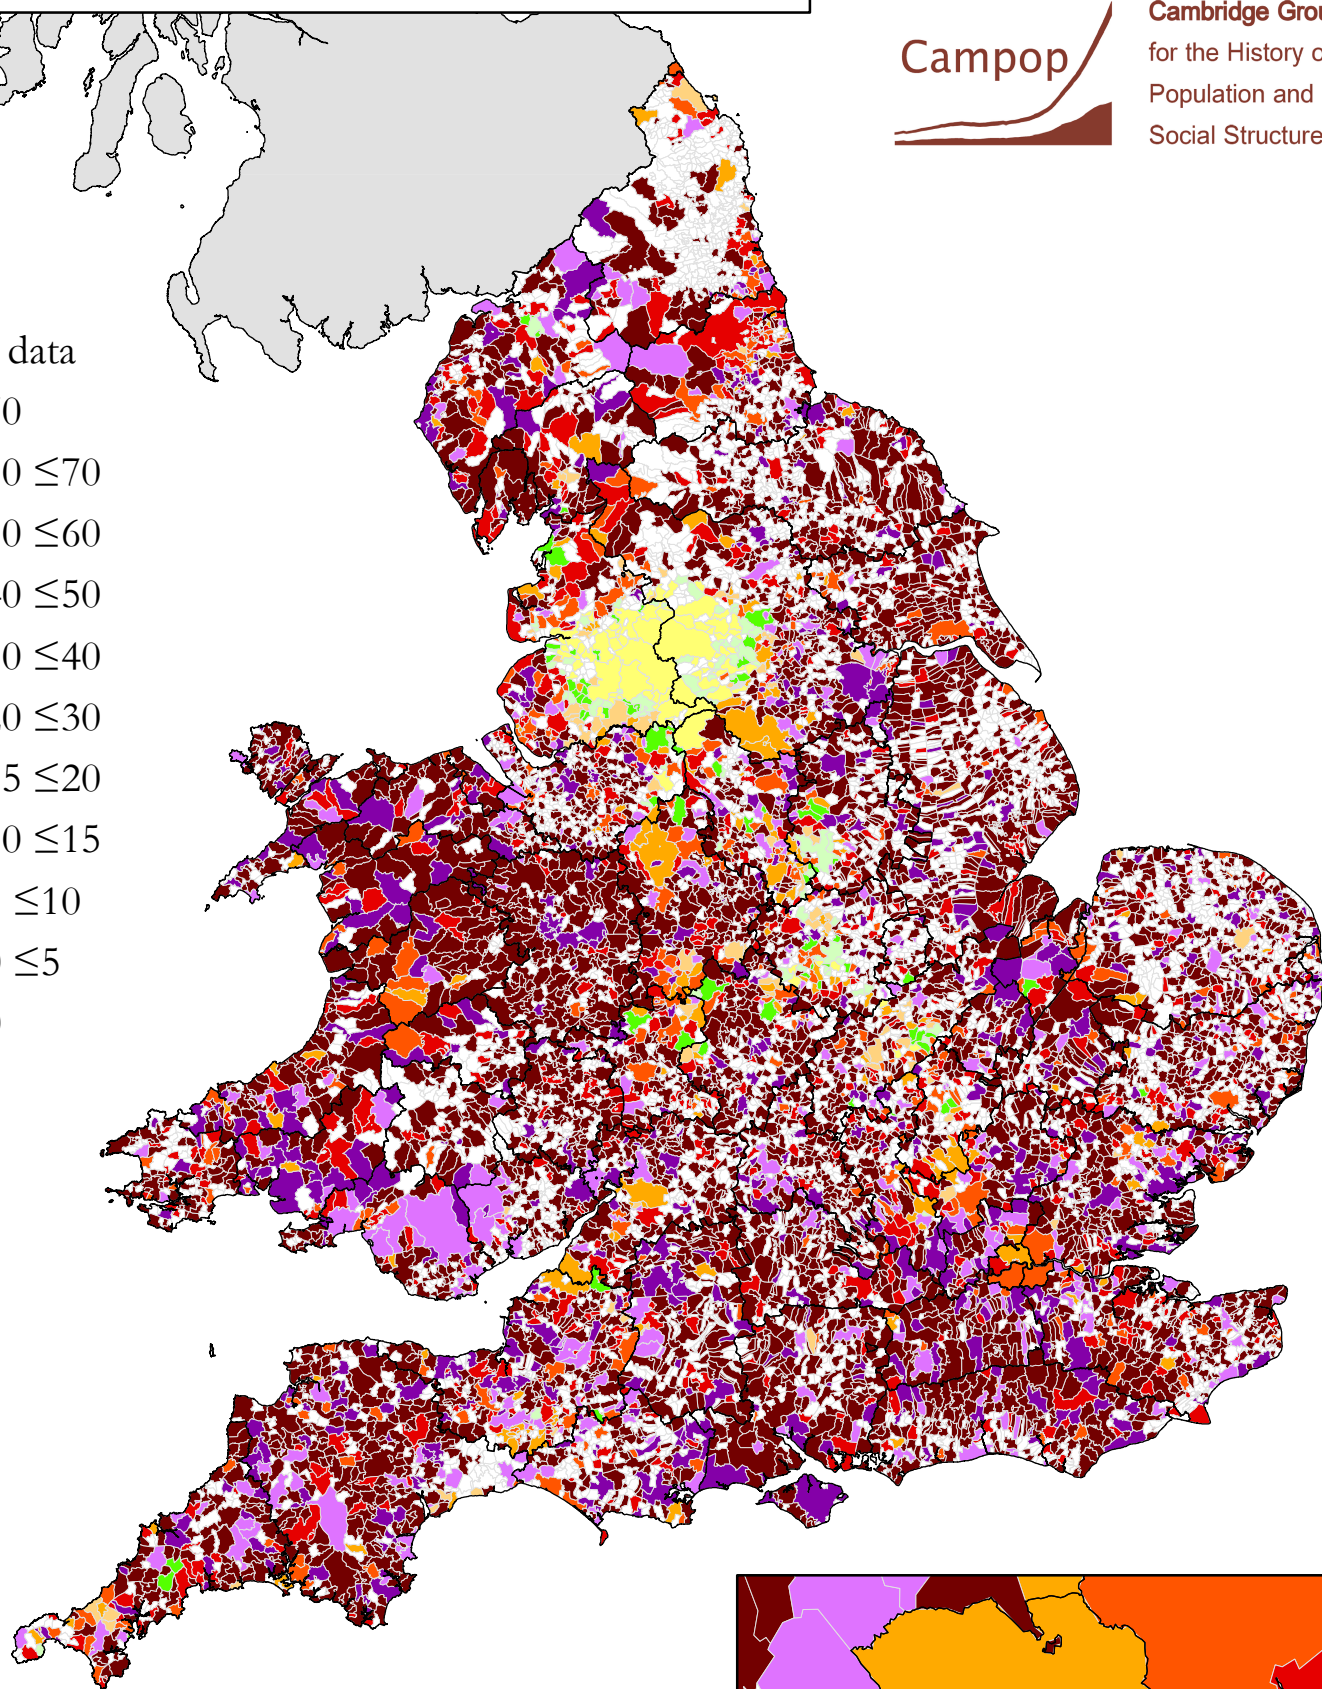 Campop
Cambridge Grou
for the History o
Population and
Social Structure
data
0
0 ≤70
0 ≤60
0 ≤50
0 ≤40
0 ≤30
5 ≤20
0 ≤15
≤10
≤5